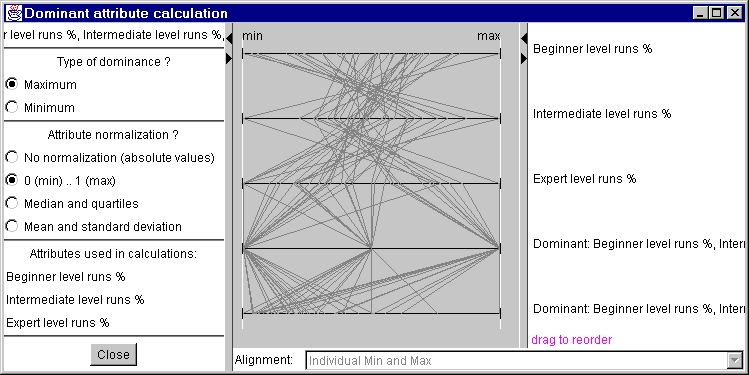 Dominant attribute calculation
r level runs %, Intermediate level runs %,
Type of dominance ?
Maximum
Minimum
Attribute normalization ?
No normalization (absolute values)
0 (min) .. 1 (max)
Median and quartiles
Mean and standard deviation
Attributes used in calculations:
Beginner level runs %
Intermediate level runs %
Expert level runs %
Close
min max
Beginner level runs %
Intermediate level runs %
Expert level runs %
Dominant: Beginner level runs %, Inter
Dominant: Beginner level runs %, Inter
drag to reorder
Alignment: Individual Min and Max